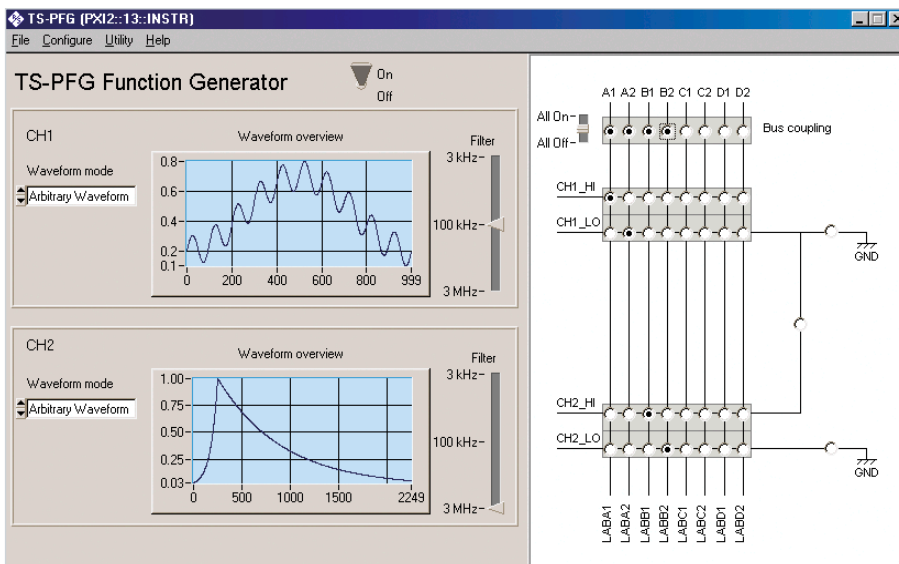 TS-PFG (PXI2::13::INSTR)
File Configure Utility Help
TS-PFG Function Generator
On
Off
CH1
Waveform overview
Filter
Waveform mode
Arbitrary Waveform
0.8
0.6
0.4
0.2
0.1
0 200 400 600 800 999
3 kHz
100 kHz
3 MHz
CH2
Waveform overview
Filter
Waveform mode
Arbitrary Waveform
1.00
0.75
0.50
0.25
0.03
0 500 1000 1500 2249
3 kHz
100 kHz
3 MHz
A1 A2 B1 B2 C1 C2 D1 D2
All On
All Off
Bus coupling
CH1_HI
CH1_LO
GND
CH2_HI
CH2_LO
GND
LABA1 LABA2 LABB1 LABB2 LABC1 LABC2 LABD1 LABD2